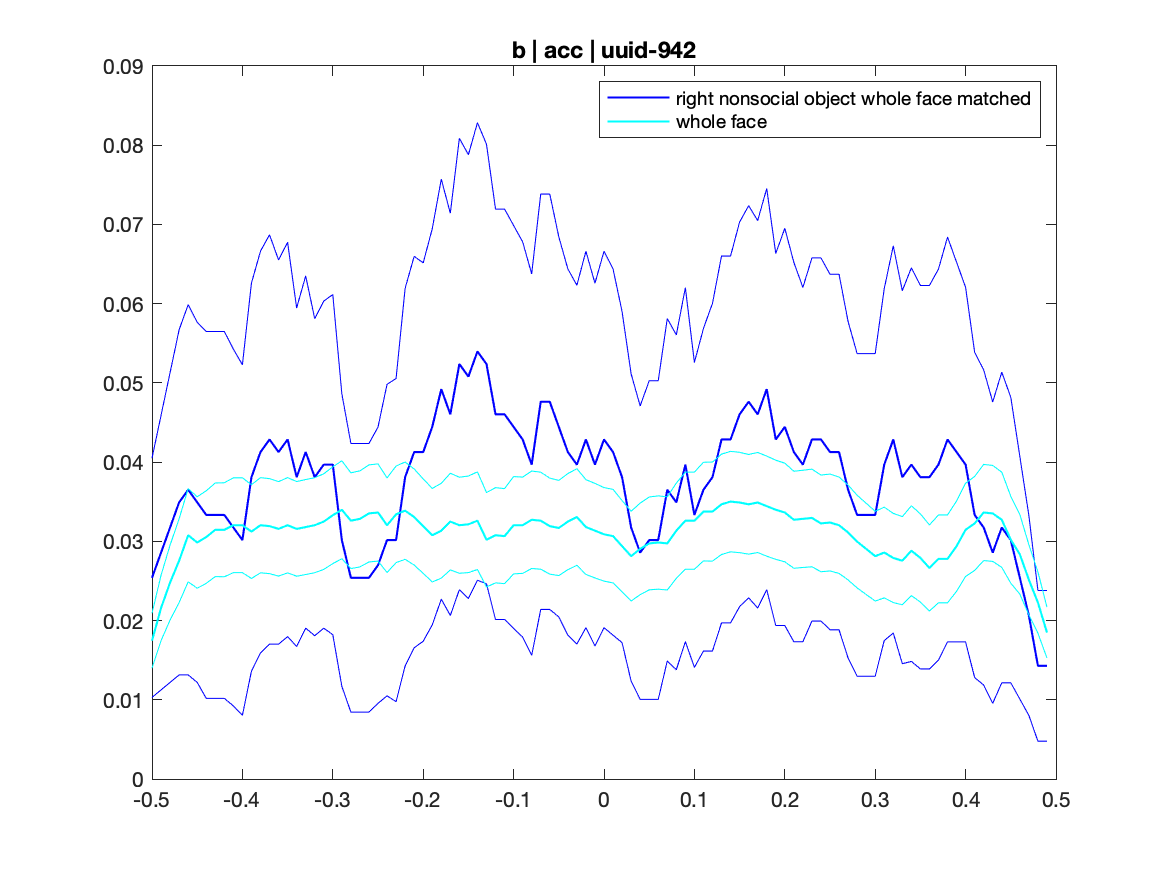 b | acc | uuid-942
right nonsocial object whole face matched
whole face
0.09
0.08
0.07
0.06
0.05
0.04
0.03
0.02
0.01
0
-0.5 -0.4 -0.3 -0.2 -0.1 0 0.1 0.2 0.3 0.4 0.5